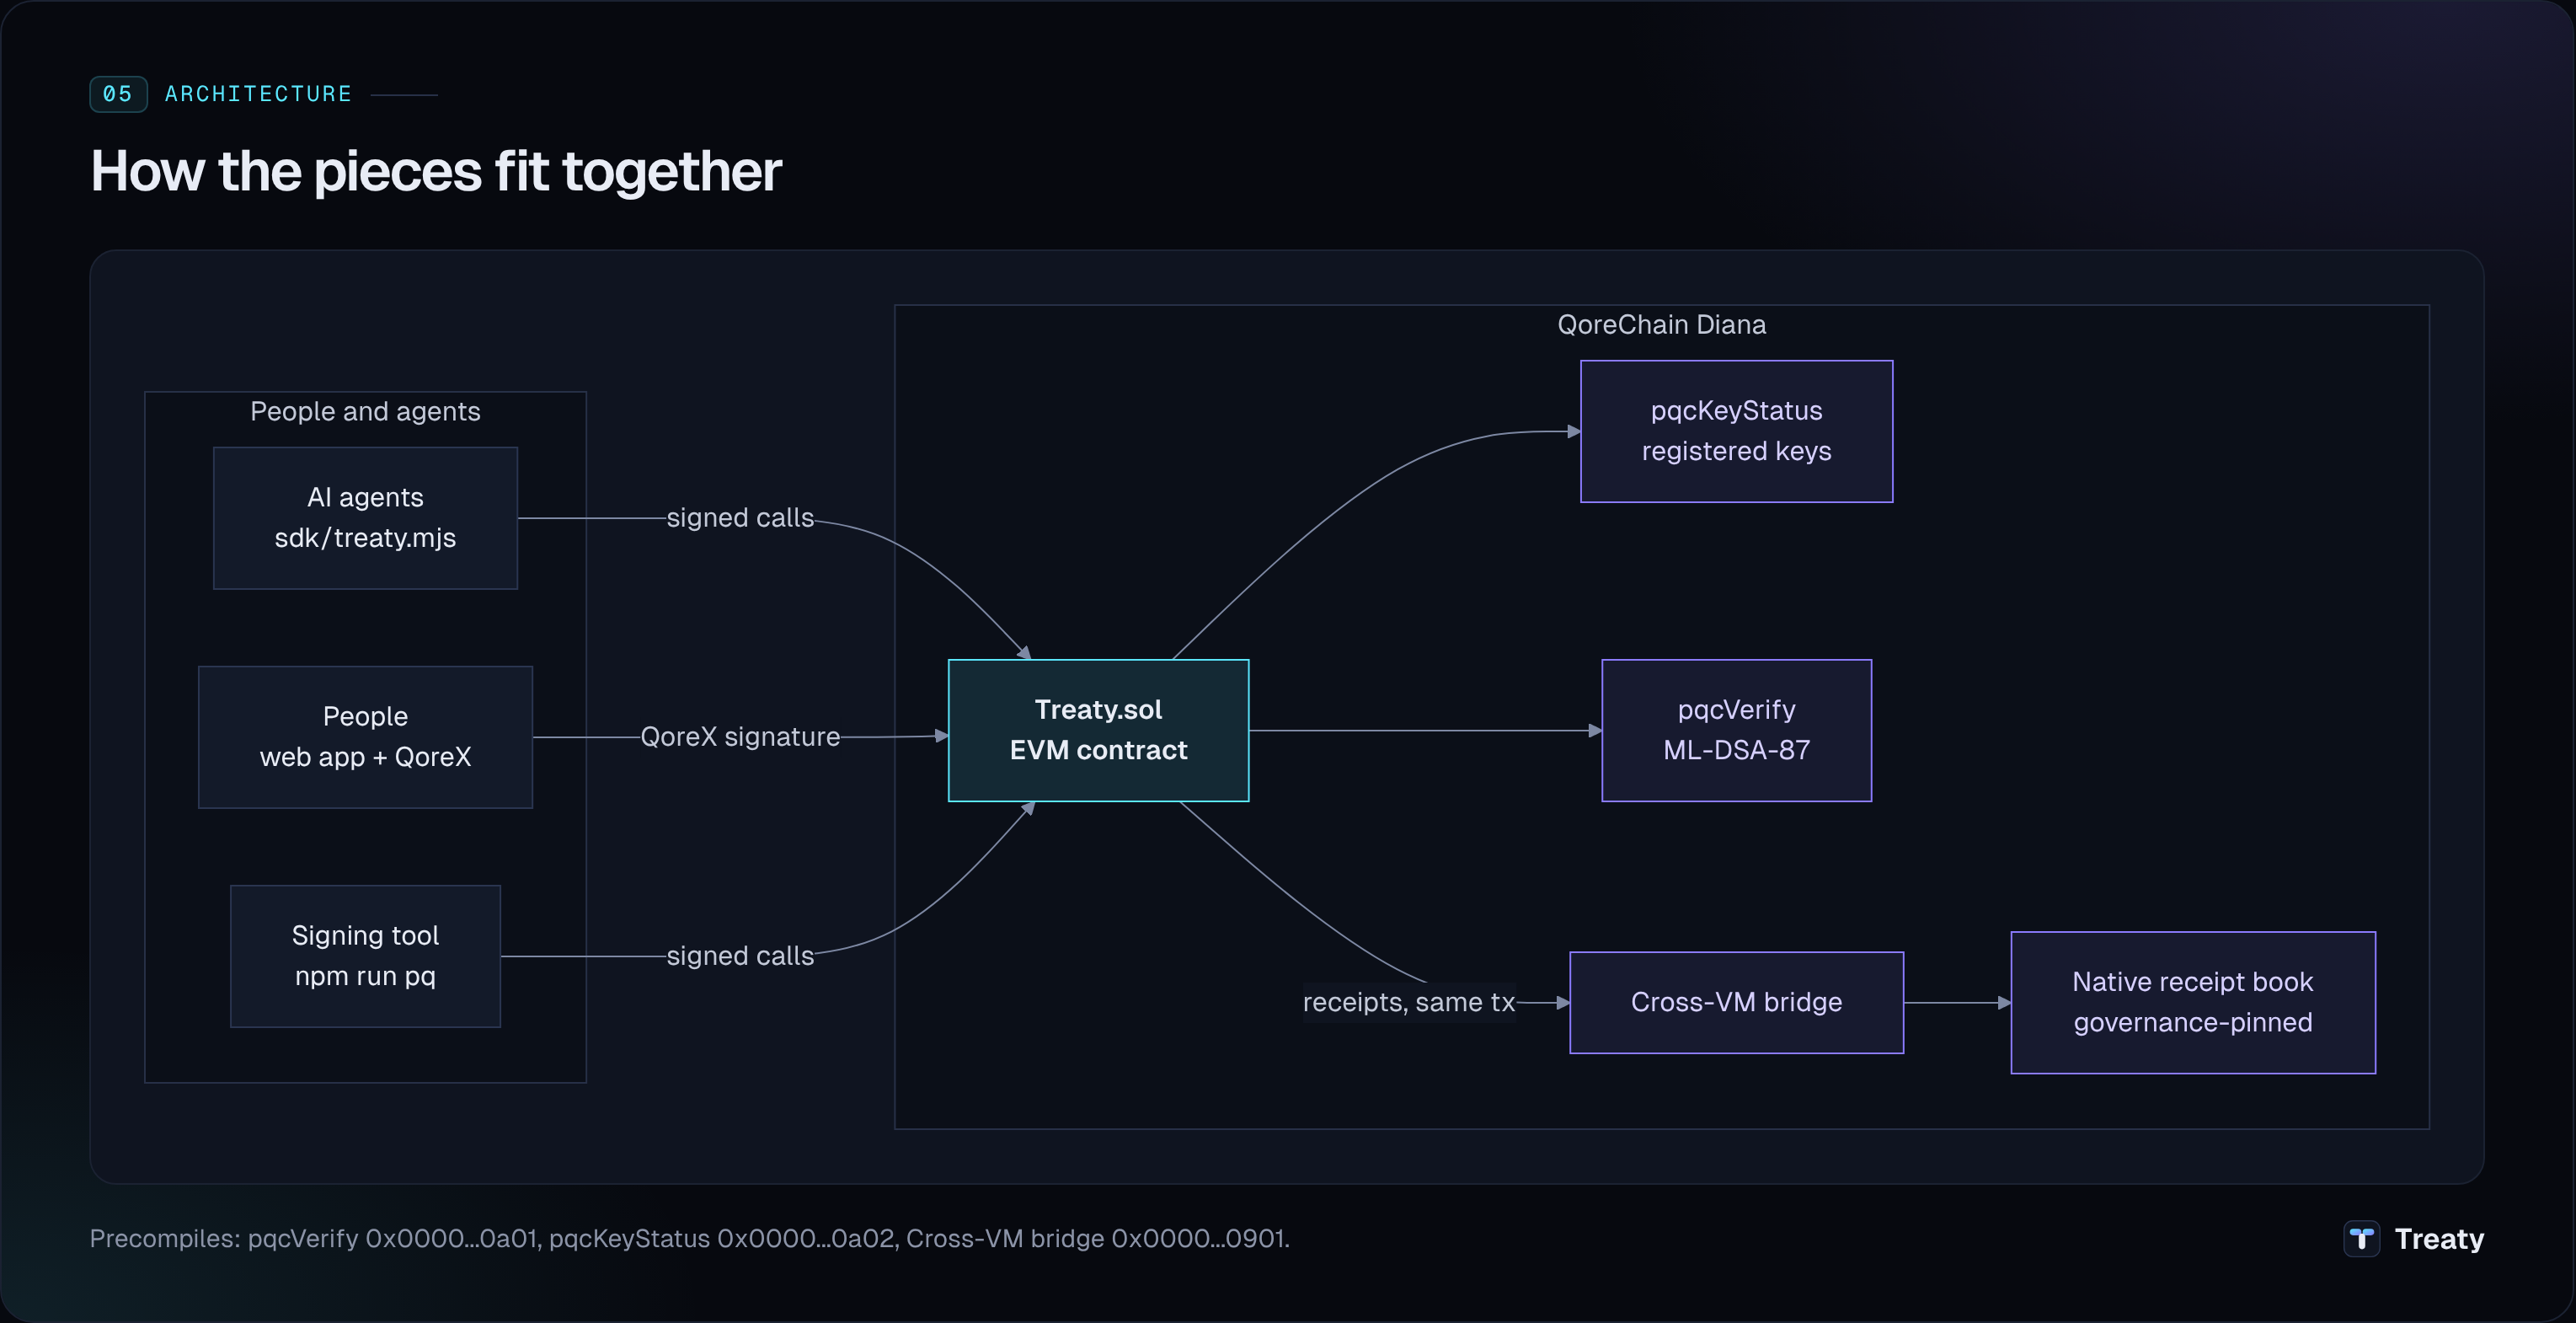 05 ARCHITECTURE
How the pieces fit together
People and agents
AI agents
sdk/treaty.mjs
People
web app + QoreX
Signing tool
npm run pq
signed calls
QoreX signature
signed calls
QoreChain Diana
Treaty.sol
EVM contract
pqcKeyStatus
registered keys
pqcVerify
ML-DSA-87
receipts, same tx
Cross-VM bridge
Native receipt book
governance-pinned
Precompiles: pqcVerify 0x0000...0a01, pqcKeyStatus 0x0000...0a02, Cross-VM bridge 0x0000...0901.
Treaty